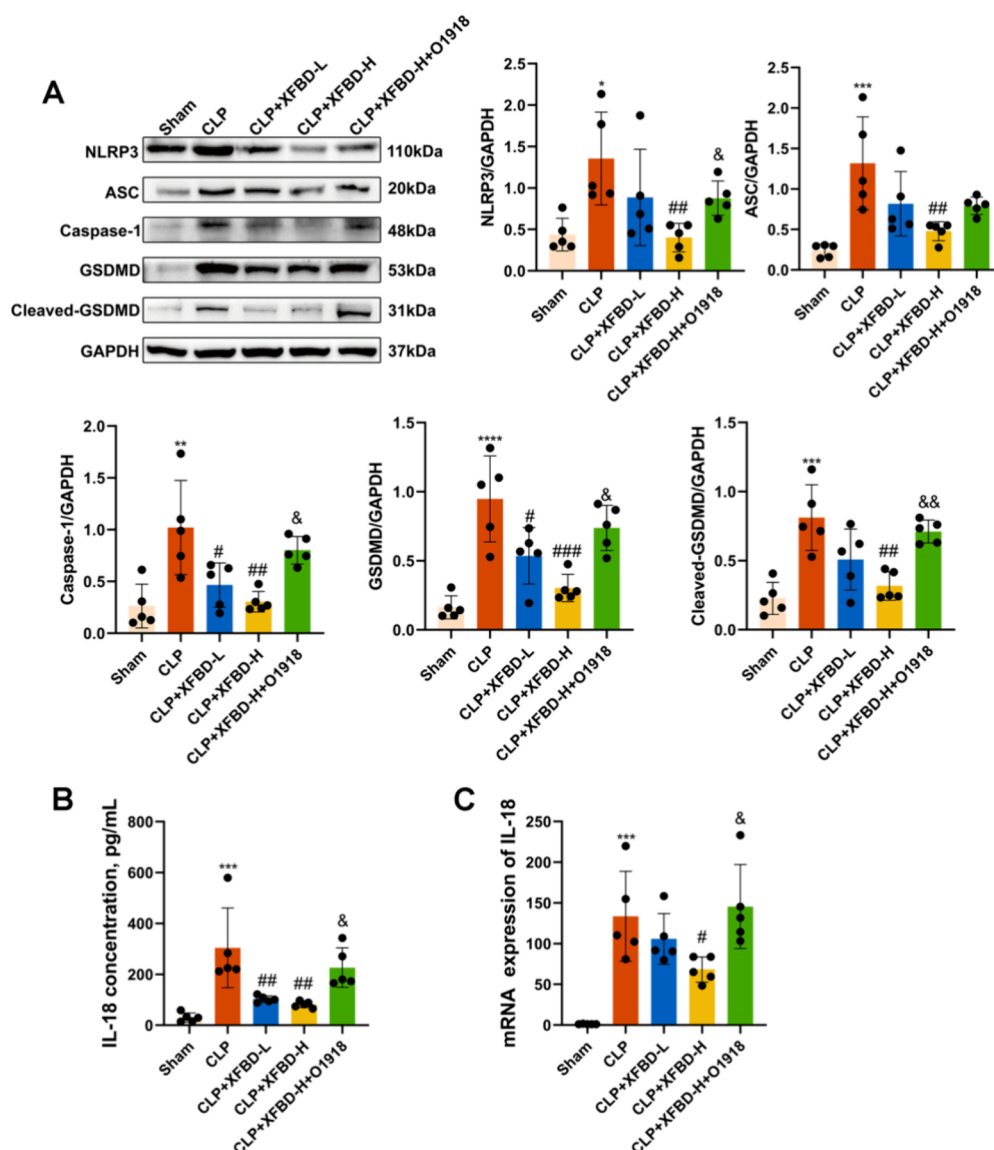 A
Sham
CLP
CLP+XFBD-L
CLP+XFBD-H
CLP+XFBD-H+O1918
NLRP3 110kDa
ASC 20kDa
Caspase-1 48kDa
GSDMD 53kDa
Cleaved-GSDMD 31kDa
GAPDH 37kDa
NLRP3/GAPDH
2.5
2.0
1.5
1.0
0.5
0.0
*
##
&
Sham
CLP
CLP+XFBD-L
CLP+XFBD-H
CLP+XFBD-H+O1918
ASC/GAPDH
2.5
2.0
1.5
1.0
0.5
0.0
***
##
Sham
CLP
CLP+XFBD-L
CLP+XFBD-H
CLP+XFBD-H+O1918
Caspase-1/GAPDH
2.0
1.5
1.0
0.5
0.0
**
#
##
&
Sham
CLP
CLP+XFBD-L
CLP+XFBD-H
CLP+XFBD-H+O1918
GSDMD/GAPDH
1.5
1.0
0.5
0.0
****
#
###
&
Sham
CLP
CLP+XFBD-L
CLP+XFBD-H
CLP+XFBD-H+O1918
Cleaved-GSDMD/GAPDH
1.5
1.0
0.5
0.0
***
##
&&
Sham
CLP
CLP+XFBD-L
CLP+XFBD-H
CLP+XFBD-H+O1918
B
IL-18 concentration, pg/mL
800
600
400
200
0
***
##
##
&
Sham
CLP
CLP+XFBD-L
CLP+XFBD-H
CLP+XFBD-H+O1918
C
mRNA expression of IL-18
250
200
150
100
50
0
***
#
&
Sham
CLP
CLP+XFBD-L
CLP+XFBD-H
CLP+XFBD-H+O1918